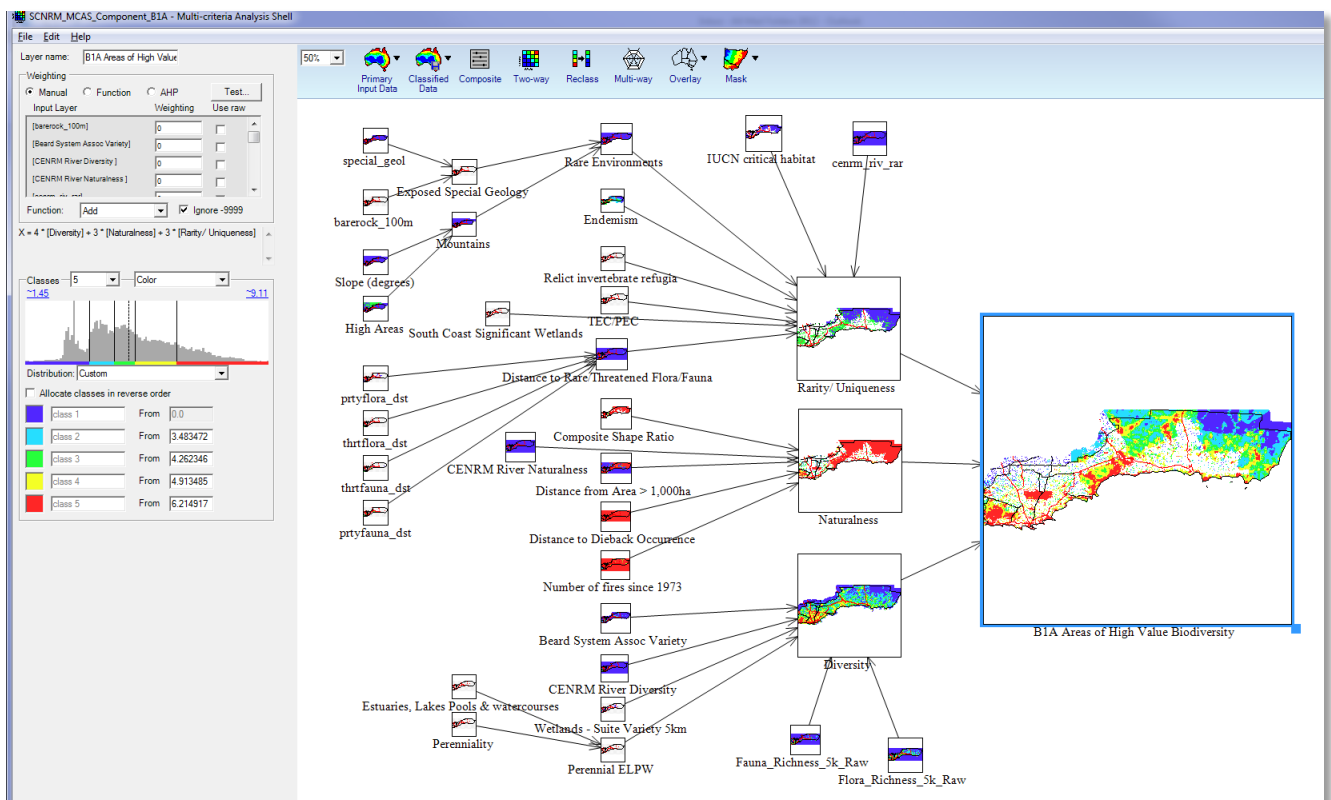 SCNRM_MCAS_Component_B1A - Multi-criteria Analysis Shell
File Edit Help
Layer name: B1A Areas of High Value
Weighting
Manual Function AHP Test...
Input Layer Weighting Use raw
[barerock_100m] 0
[Beard System Assoc Variety] 0
[CENRM River Diversity ] 0
[CENRM River Naturalness ] 0
Function: Add Ignore -9999
X = 4 * [Diversity] + 3 * [Naturalness] + 3 * [Rarity/ Uniqueness]
Classes 5 Color
~1.45 ~9.11
Distribution: Custom
Allocate classes in reverse order
class 1 From 0.0
class 2 From 3.483472
class 3 From 4.262346
class 4 From 4.913485
class 5 From 6.214917
50%
Primary Input Data
Classified Data
Composite
Two-way
Reclass
Multi-way
Overlay
Mask
special_geol
Rare Environments
IUCN critical habitat
cenrm_riv_rar
Exposed Special Geology
barerock_100m
Endemism
Mountains
Slope (degrees)
Relict invertebrate refugia
High Areas
South Coast Significant Wetlands
TEC/PEC
Distance to Rare/Threatened Flora/Fauna
Rarity/ Uniqueness
prtyflora_dst
Composite Shape Ratio
thrtflora_dst
CENRM River Naturalness
thrtfauna_dst
Distance from Area > 1,000ha
Naturalness
prtyfauna_dst
Distance to Dieback Occurrence
Number of fires since 1973
Beard System Assoc Variety
B1A Areas of High Value Biodiversity
Diversity
CENRM River Diversity
Estuaries, Lakes Pools & watercourses
Wetlands - Suite Variety 5km
Perenniality
Perennial ELPW
Fauna_Richness_5k_Raw
Flora_Richness_5k_Raw